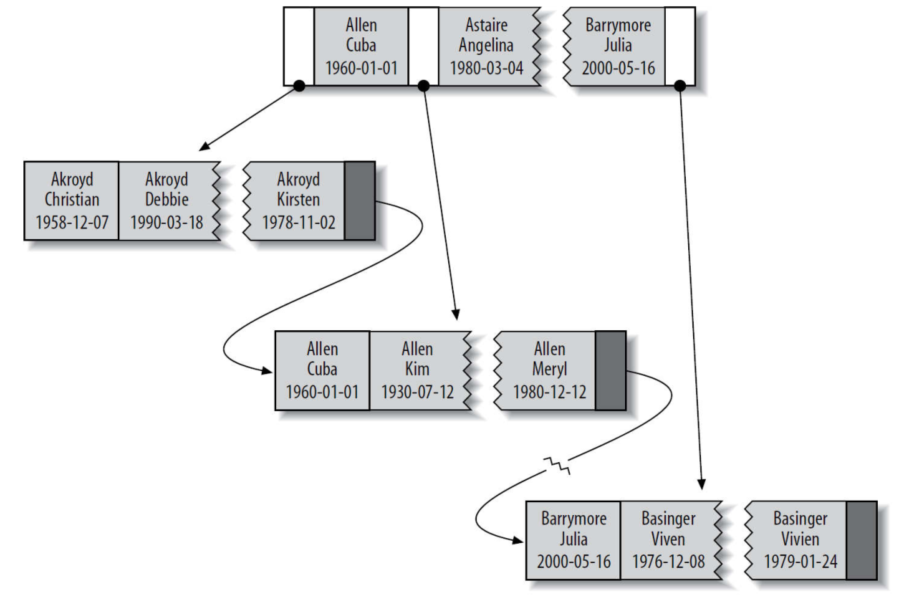 Allen
Cuba
1960-01-01
Astaire
Angelina
1980-03-04
Barrymore
Julia
2000-05-16
Akroyd
Christian
1958-12-07
Akroyd
Debbie
1990-03-18
Akroyd
Kirsten
1978-11-02
Allen
Cuba
1960-01-01
Allen
Kim
1930-07-12
Allen
Meryl
1980-12-12
Barrymore
Julia
2000-05-16
Basinger
Viven
1976-12-08
Basinger
Vivien
1979-01-24